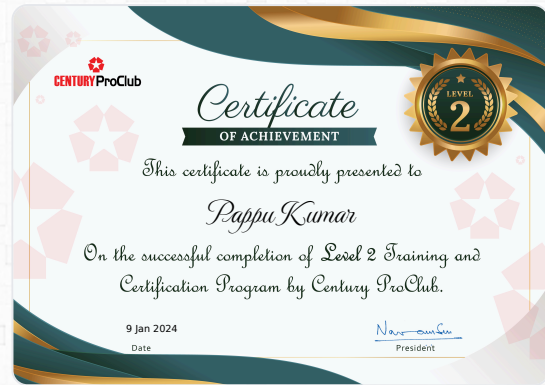 CENTURY ProClub
Certificate
OF ACHIEVEMENT
LEVEL
2
This certificate is proudly presented to
Pappu Kumar
On the successful completion of Level 2 Training and
Certification Program by Century ProClub.
9 Jan 2024
Date
President